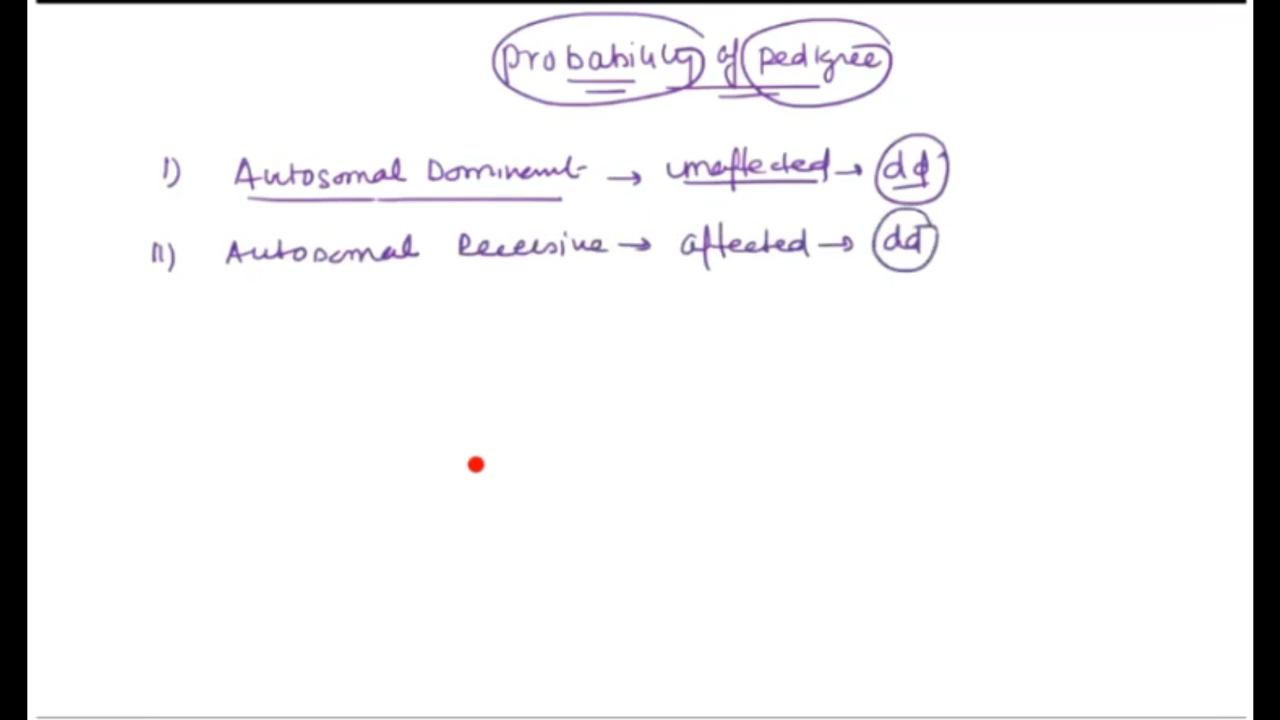 Probability of Pedigree
I) Autosomal Dominant → unaffected → dd
II) Autosomal Recessive → affected → dd